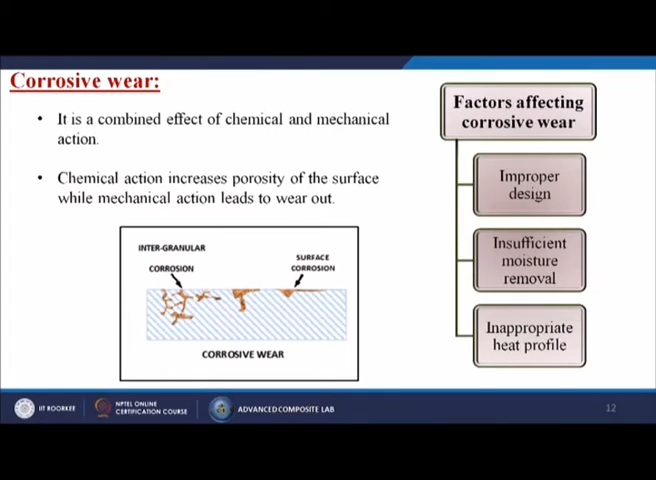 Corrosive wear:
• It is a combined effect of chemical and mechanical
action.
• Chemical action increases porosity of the surface
while mechanical action leads to wear out.
INTER-GRANULAR
CORROSION
SURFACE
CORROSION
CORROSIVE WEAR
Factors affecting
corrosive wear
Improper
design
Insufficient
moisture
removal
Inappropriate
heat profile
IIT ROORKEE
NPTEL ONLINE
CERTIFICATION COURSE
ADVANCED COMPOSITE LAB
12